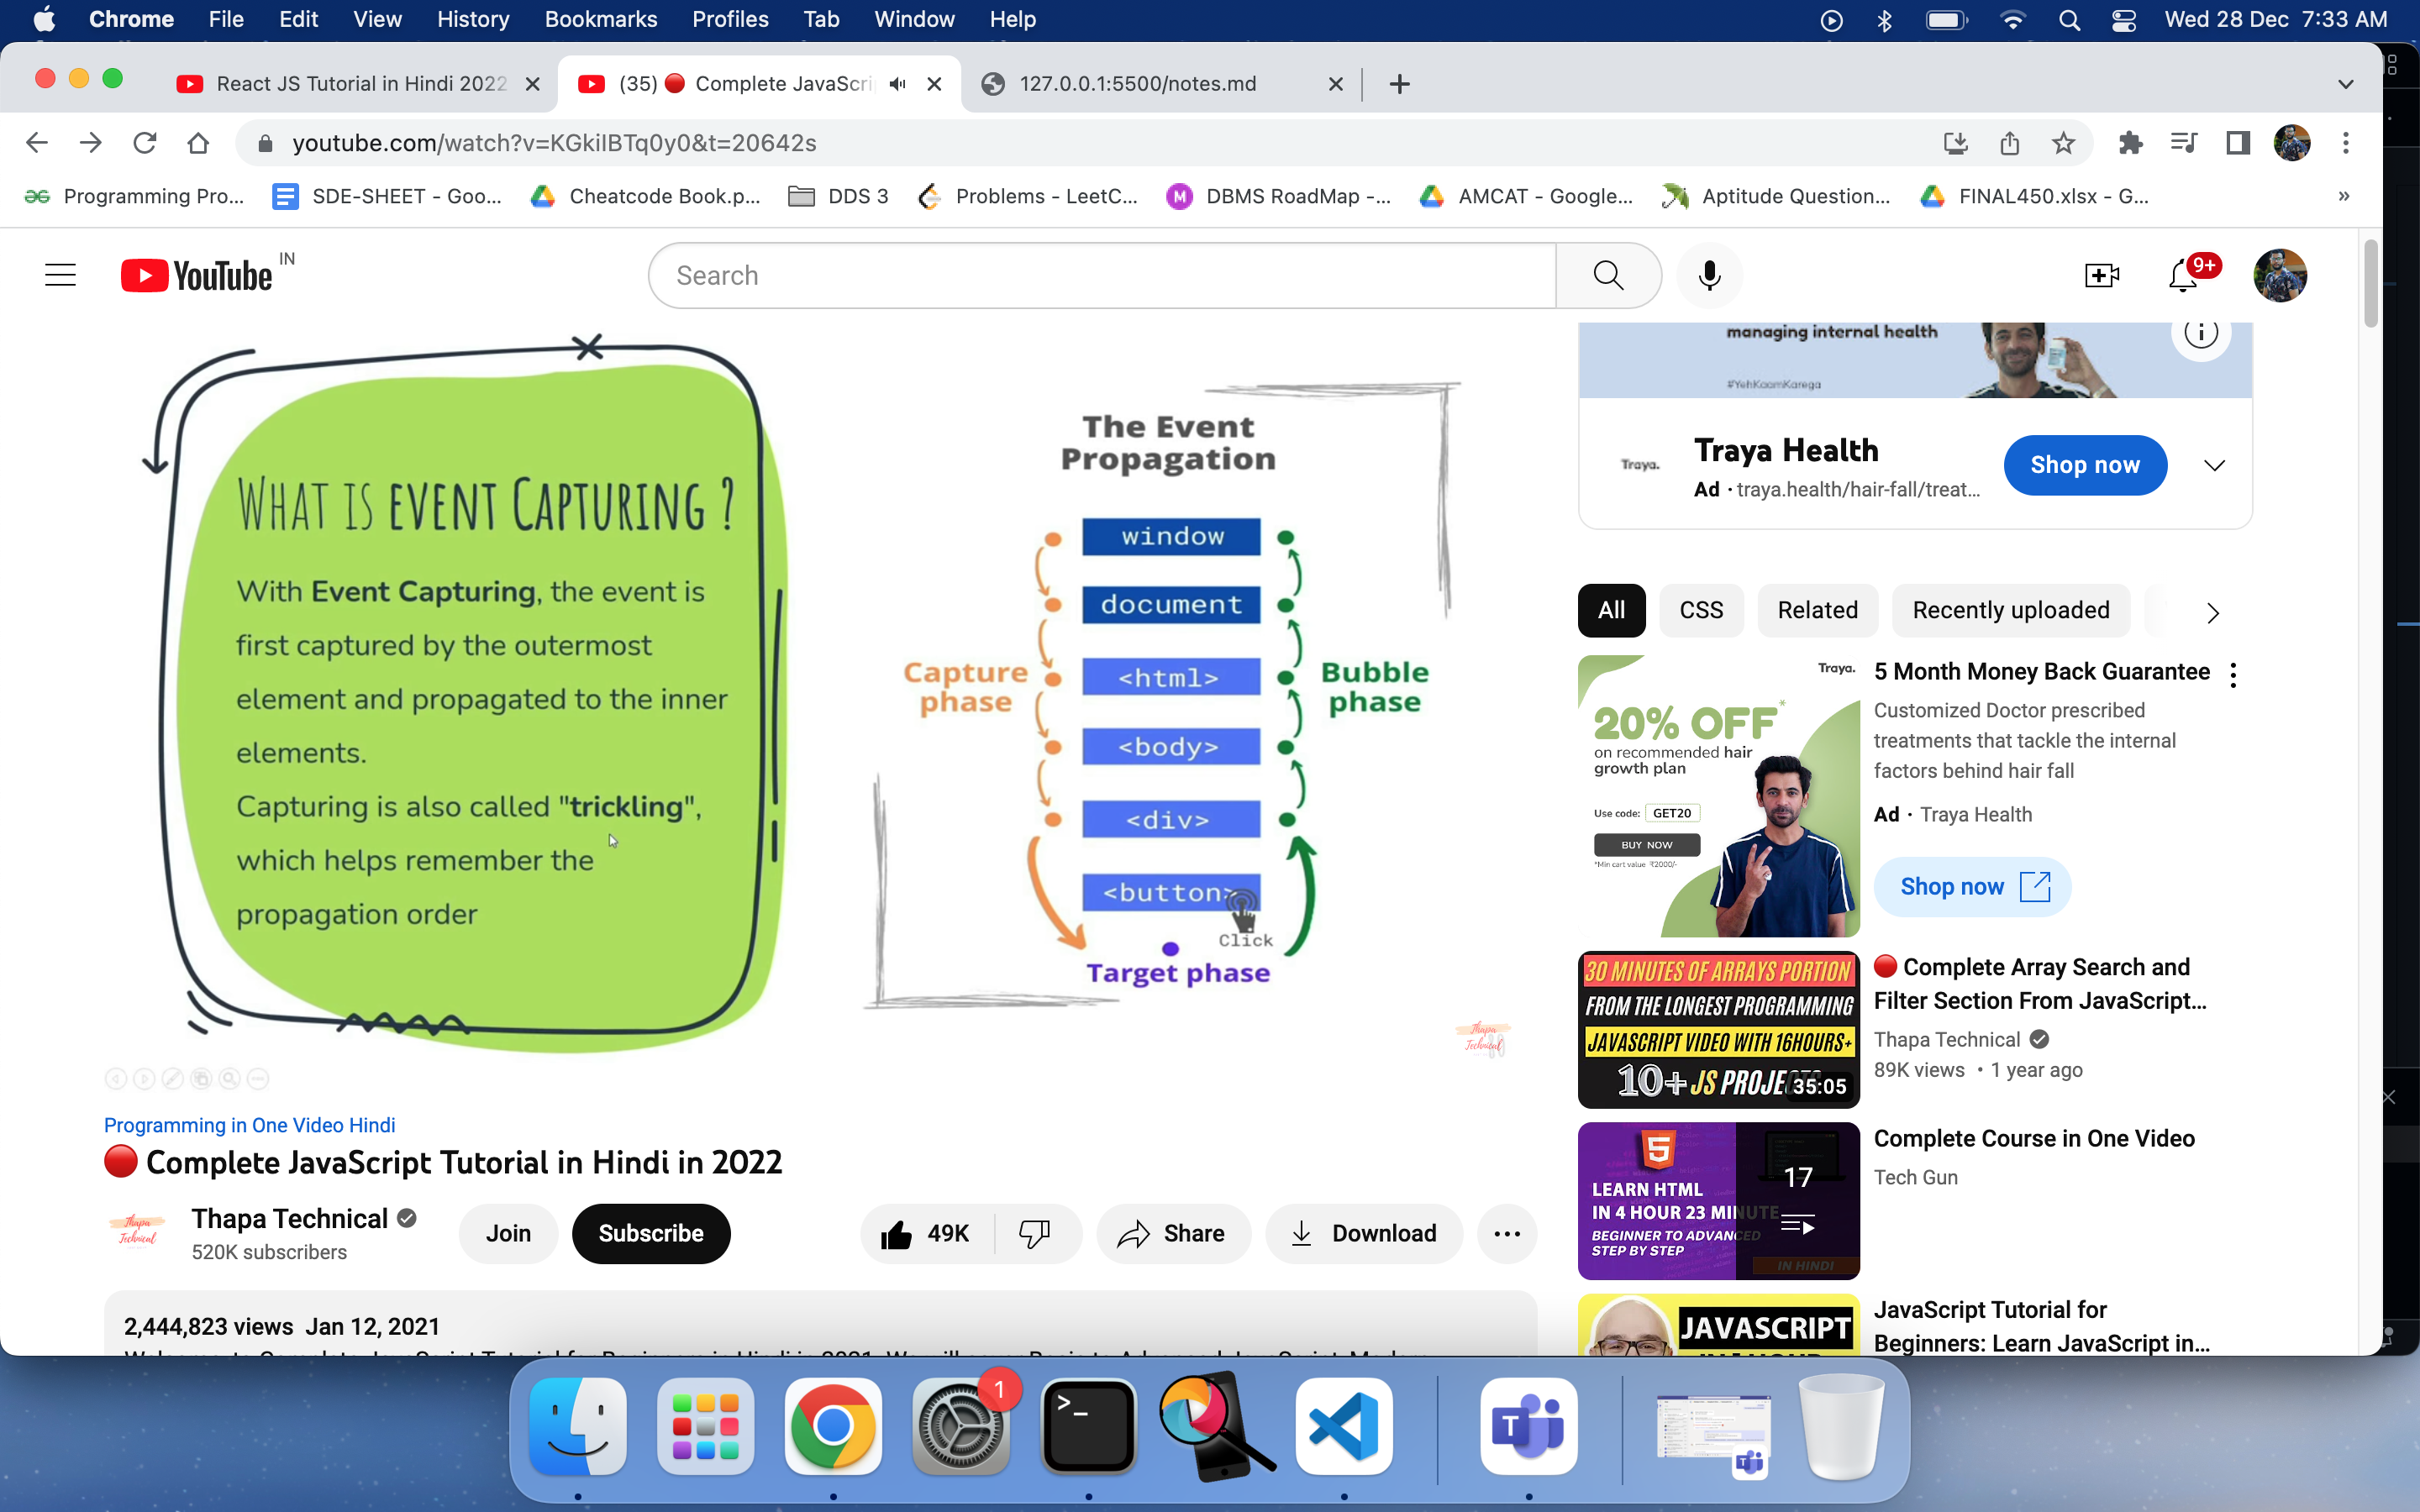 Chrome File Edit View History Bookmarks Profiles Tab Window Help
Wed 28 Dec 7:33 AM
React JS Tutorial in Hindi 2022
(35) 🔴 Complete JavaScri
127.0.0.1:5500/notes.md
youtube.com/watch?v=KGkiIBTq0y0&t=20642s
Programming Pro...
SDE-SHEET - Goo...
Cheatcode Book.p...
DDS 3
Problems - LeetC...
M
DBMS RoadMap -...
AMCAT - Google...
Aptitude Question...
FINAL450.xlsx - G...
»
YouTube IN
Search
9+
WHAT IS EVENT CAPTURING ?
With Event Capturing, the event is
first captured by the outermost
element and propagated to the inner
elements.
Capturing is also called "trickling",
which helps remember the
propagation order
The Event
Propagation
window
document
<html>
<body>
<div>
<button>
Capture
phase
Bubble
phase
Click
Target phase
Thapa
Technical
Programming in One Video Hindi
🔴 Complete JavaScript Tutorial in Hindi in 2022
Thapa
Technical
Thapa Technical
520K subscribers
Join
Subscribe
49K
Share
Download
2,444,823 views Jan 12, 2021
managing internal health
#YehKaamKarega
Traya.
Traya Health
Ad · traya.health/hair-fall/treat...
Shop now
All
CSS
Related
Recently uploaded
Traya.
20% OFF*
on recommended hair
growth plan
Use code: GET20
BUY NOW
*Min cart value ₹2000/-
5 Month Money Back Guarantee
Customized Doctor prescribed
treatments that tackle the internal
factors behind hair fall
Ad · Traya Health
Shop now
30 MINUTES OF ARRAYS PORTION
FROM THE LONGEST PROGRAMMING
JAVASCRIPT VIDEO WITH 16HOURS+
10+ JS PROJE
35:05
🔴 Complete Array Search and
Filter Section From JavaScript...
Thapa Technical
89K views • 1 year ago
5
LEARN HTML
IN 4 HOUR 23 MINUTE
BEGINNER TO ADVANCED
STEP BY STEP
17
IN HINDI
Complete Course in One Video
Tech Gun
JAVASCRIPT
JavaScript Tutorial for
Beginners: Learn JavaScript in...
1
>_
T